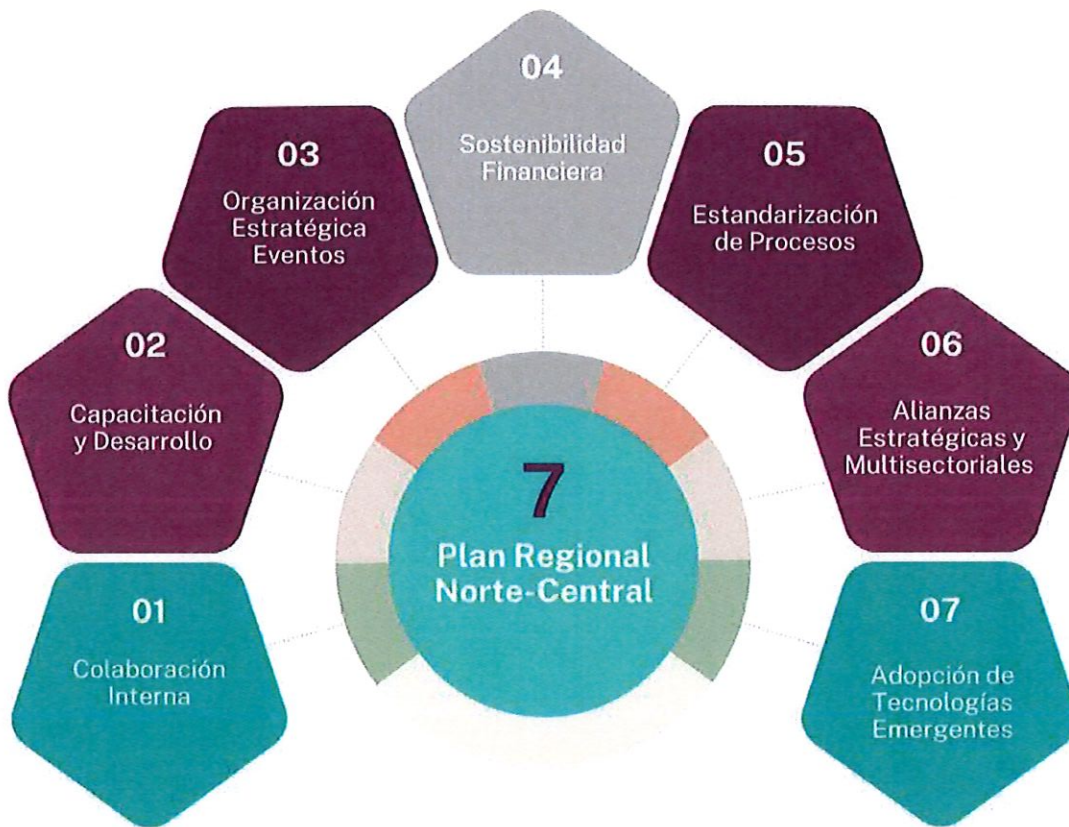 04
Sostenibilidad
Financiera
03
Organización
Estratégica
Eventos
05
Estandarización
de Procesos
02
Capacitación
y Desarrollo
06
Alianzas
Estratégicas y
Multisectoriales
7
Plan Regional
Norte-Central
01
Colaboración
Interna
07
Adopción de
Tecnologías
Emergentes